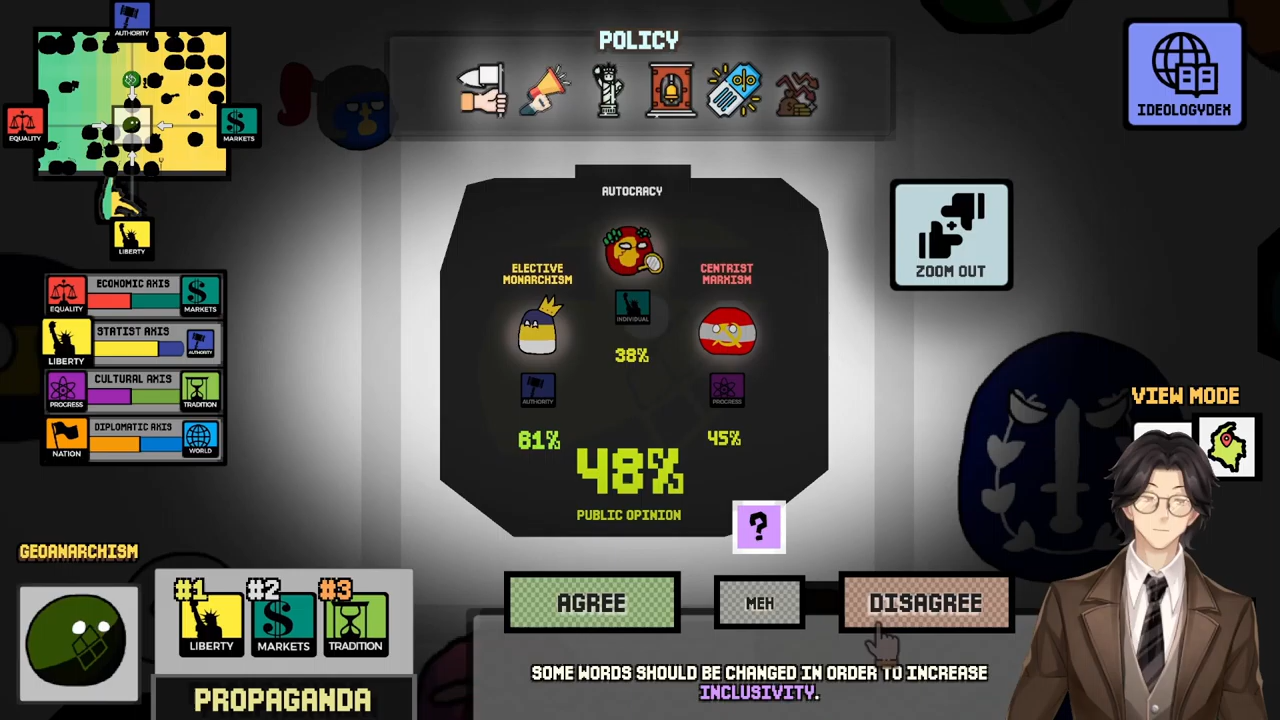 AUTHORITY
EQUALITY
MARKETS
LIBERTY
POLICY
IDEOLOGYDEX
AUTOCRACY
ELECTIVE
MONARCHISM
CENTRIST
MARXISM
INDIVIDUAL
38%
AUTHORITY
PROGRESS
61%
45%
48%
PUBLIC OPINION
?
ZOOM OUT
ECONOMIC AXIS
EQUALITY
MARKETS
STATIST AXIS
LIBERTY
AUTHORITY
CULTURAL AXIS
PROGRESS
TRADITION
DIPLOMATIC AXIS
NATION
WORLD
VIEW MODE
GEOANARCHISM
#1 #2 #3
LIBERTY MARKETS TRADITION
PROPAGANDA
AGREE
MEH
DISAGREE
SOME WORDS SHOULD BE CHANGED IN ORDER TO INCREASE
INCLUSIVITY.